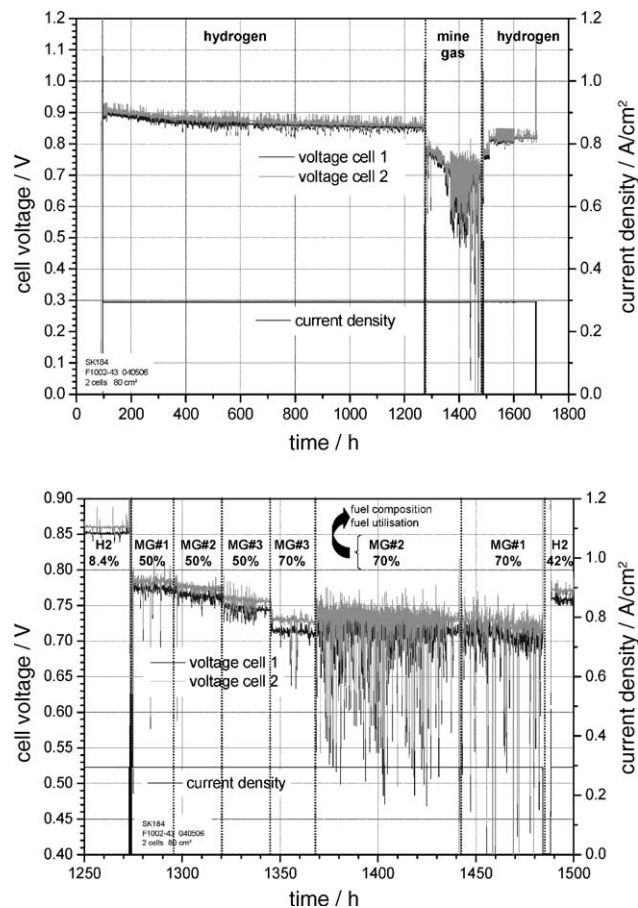 hydrogen
mine
gas
hydrogen
1.2
1.1
1.0
0.9
0.8
0.7
0.6
0.5
0.4
0.3
0.2
0.1
0.0
cell voltage / V
voltage cell 1
voltage cell 2
current density
SK184
F1002-43 040506
2 cells 80 cm²
1.2
1.0
0.8
0.6
0.4
0.2
0.0
current density / A/cm²
0 200 400 600 800 1000 1200 1400 1600 1800
time / h
0.90
0.85
0.80
0.75
0.70
0.65
0.60
0.55
0.50
0.45
0.40
cell voltage / V
fuel composition
fuel utilisation
H2
8.4%
MG#1
50%
MG#2
50%
MG#3
50%
MG#3
70%
MG#2
70%
MG#1
70%
H2
42%
voltage cell 1
voltage cell 2
current density
SK184
F1002-43 040506
2 cells 80 cm²
1.2
1.0
0.8
0.6
0.4
0.2
0.0
current density / A/cm²
1250 1300 1350 1400 1450 1500
time / h